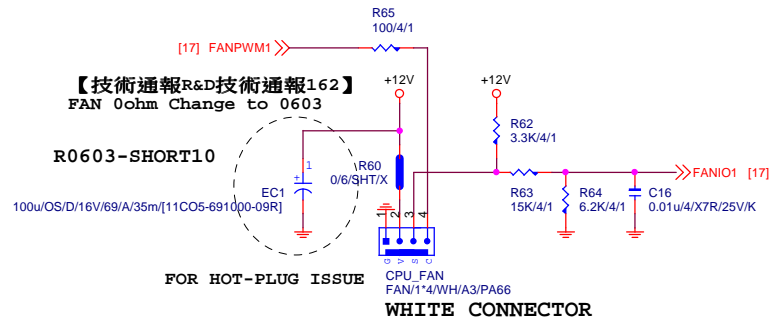 R65
100/4/1
[17] FANPWM1
【技術通報R&D技術通報162】
FAN 0ohm Change to 0603
+12V
+12V
R62
3.3K/4/1
R0603-SHORT10
1
+
EC1
100u/OS/D/16V/69/A/35m/[11CO5-691000-09R]
R60
0/6/SHT/X
FANIO1 [17]
R63
15K/4/1
R64
6.2K/4/1
C16
0.01u/4/X7R/25V/K
1
2
3
4
G
V
S
C
FOR HOT-PLUG ISSUE
CPU_FAN
FAN/1*4/WH/A3/PA66
WHITE CONNECTOR